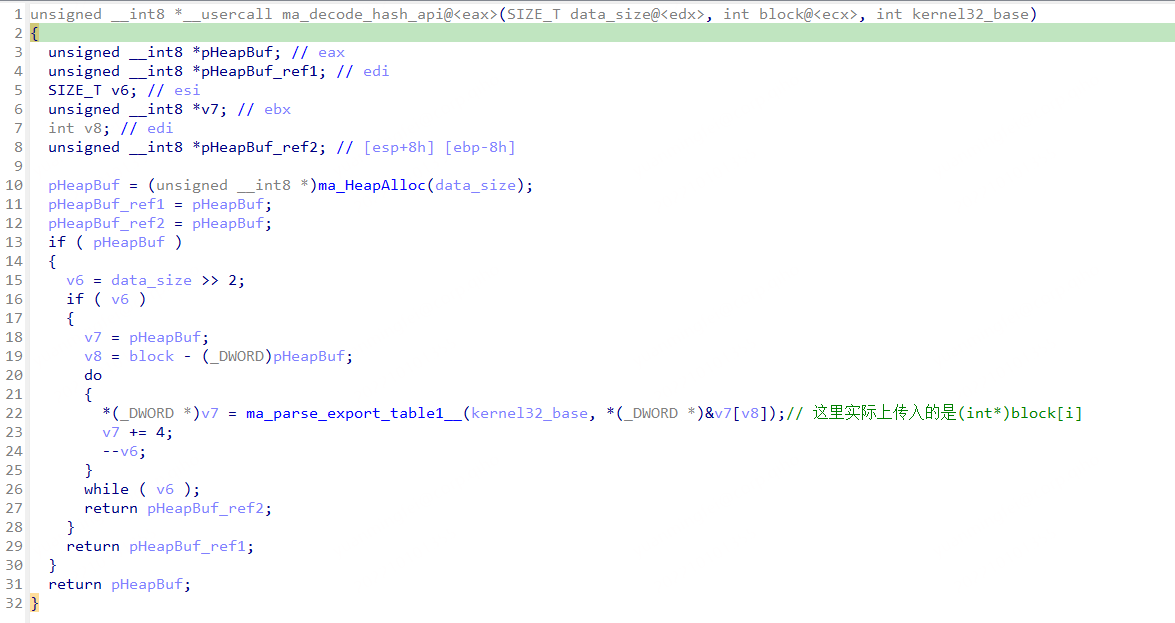 1 unsigned __int8 *__usercall ma_decode_hash_api@<eax>(SIZE_T data_size@<edx>, int block@<ecx>, int kernel32_base)
2 {
3 unsigned __int8 *pHeapBuf; // eax
4 unsigned __int8 *pHeapBuf_ref1; // edi
5 SIZE_T v6; // esi
6 unsigned __int8 *v7; // ebx
7 int v8; // edi
8 unsigned __int8 *pHeapBuf_ref2; // [esp+8h] [ebp-8h]
9
10 pHeapBuf = (unsigned __int8 *)ma_HeapAlloc(data_size);
11 pHeapBuf_ref1 = pHeapBuf;
12 pHeapBuf_ref2 = pHeapBuf;
13 if ( pHeapBuf )
14 {
15 v6 = data_size >> 2;
16 if ( v6 )
17 {
18 v7 = pHeapBuf;
19 v8 = block - (_DWORD)pHeapBuf;
20 do
21 {
22 *(_DWORD *)v7 = ma_parse_export_table1__(kernel32_base, *(_DWORD *)&v7[v8]);// 这里实际上传入的是(int*)block[i]
23 v7 += 4;
24 --v6;
25 }
26 while ( v6 );
27 return pHeapBuf_ref2;
28 }
29 return pHeapBuf_ref1;
30 }
31 return pHeapBuf;
32 }